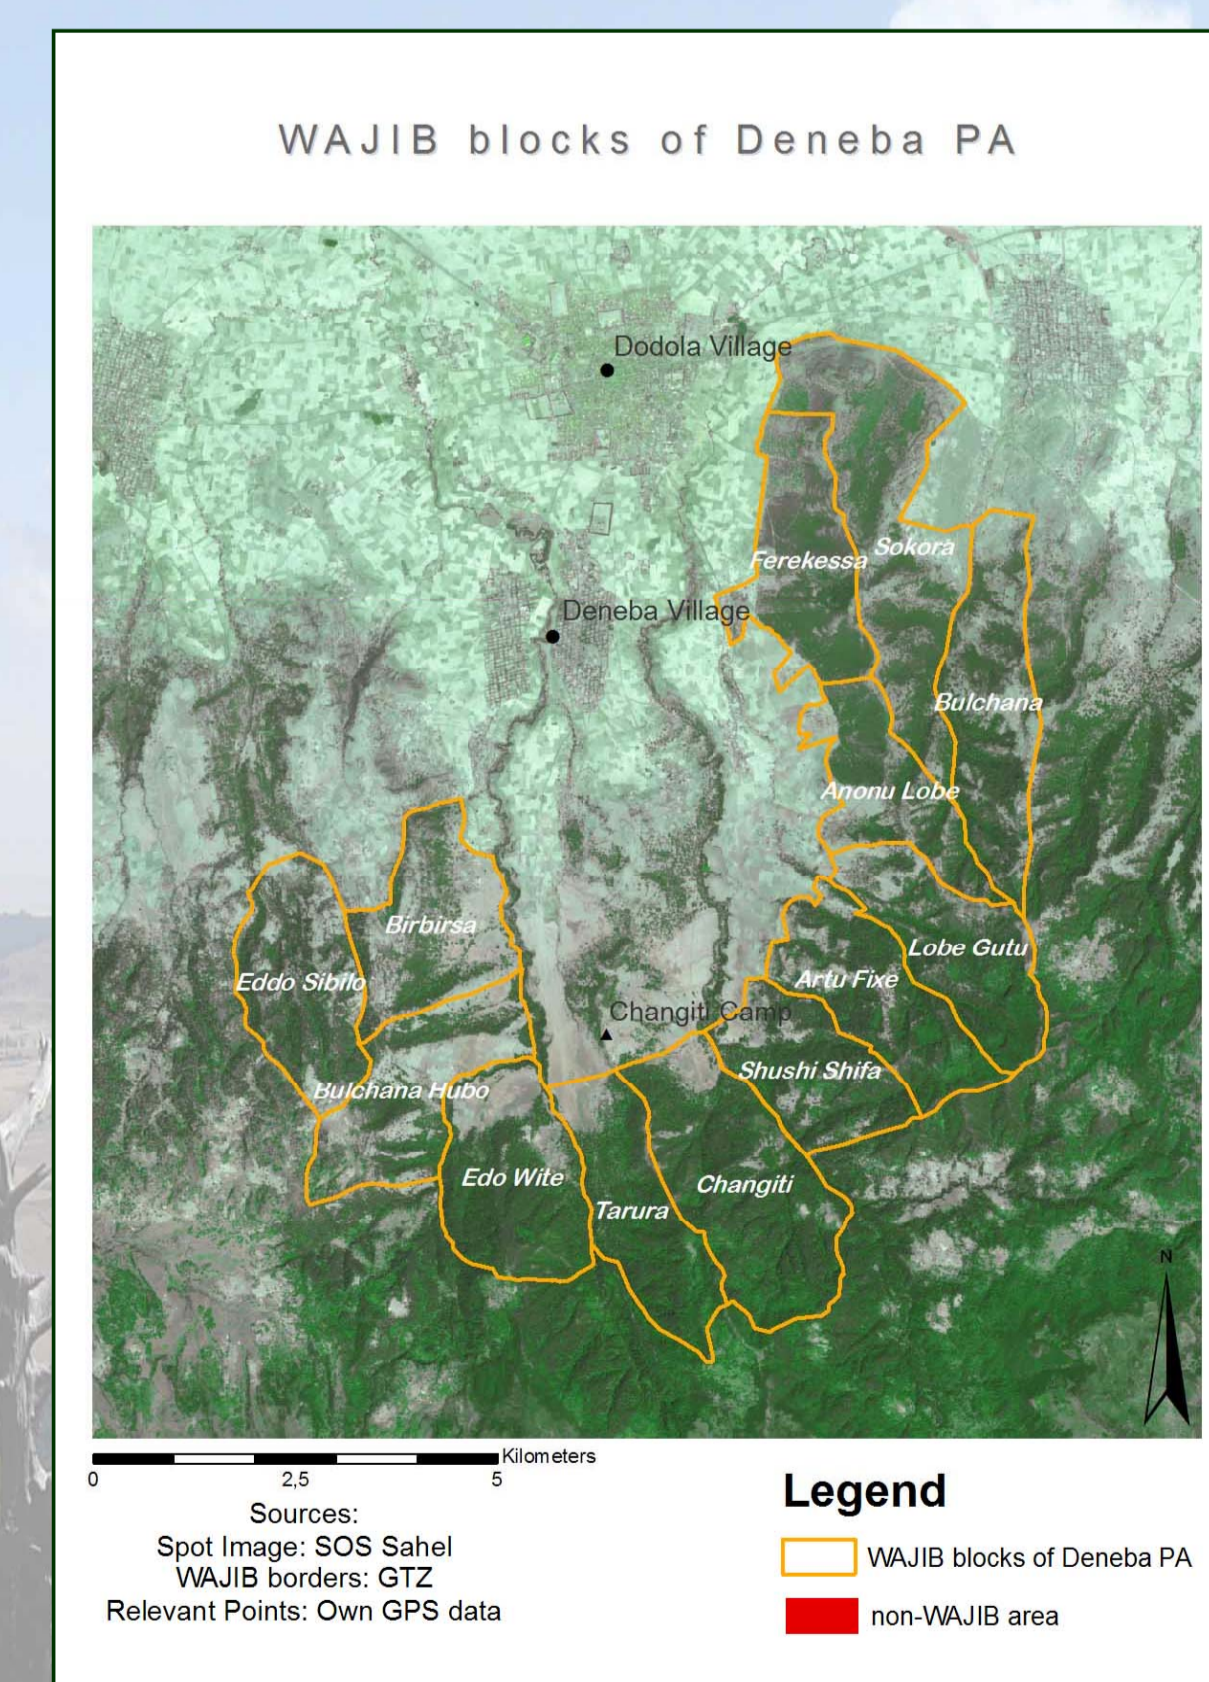 WAJIB blocks of Deneba PA
Dodola Village
Ferekessa
Sokora
Deneba Village
Bulchana
Anonu Lobe
Birbirsa
Lobe Gutu
Eddo Sibilo
Artu Fixe
Changiti Camp
Shushi Shifa
Bulchana Hubo
Edo Wite
Changiti
Tarura
N
Kilometers
0 2,5 5
Sources:
Spot Image: SOS Sahel
WAJIB borders: GTZ
Relevant Points: Own GPS data
Legend
WAJIB blocks of Deneba PA
non-WAJIB area